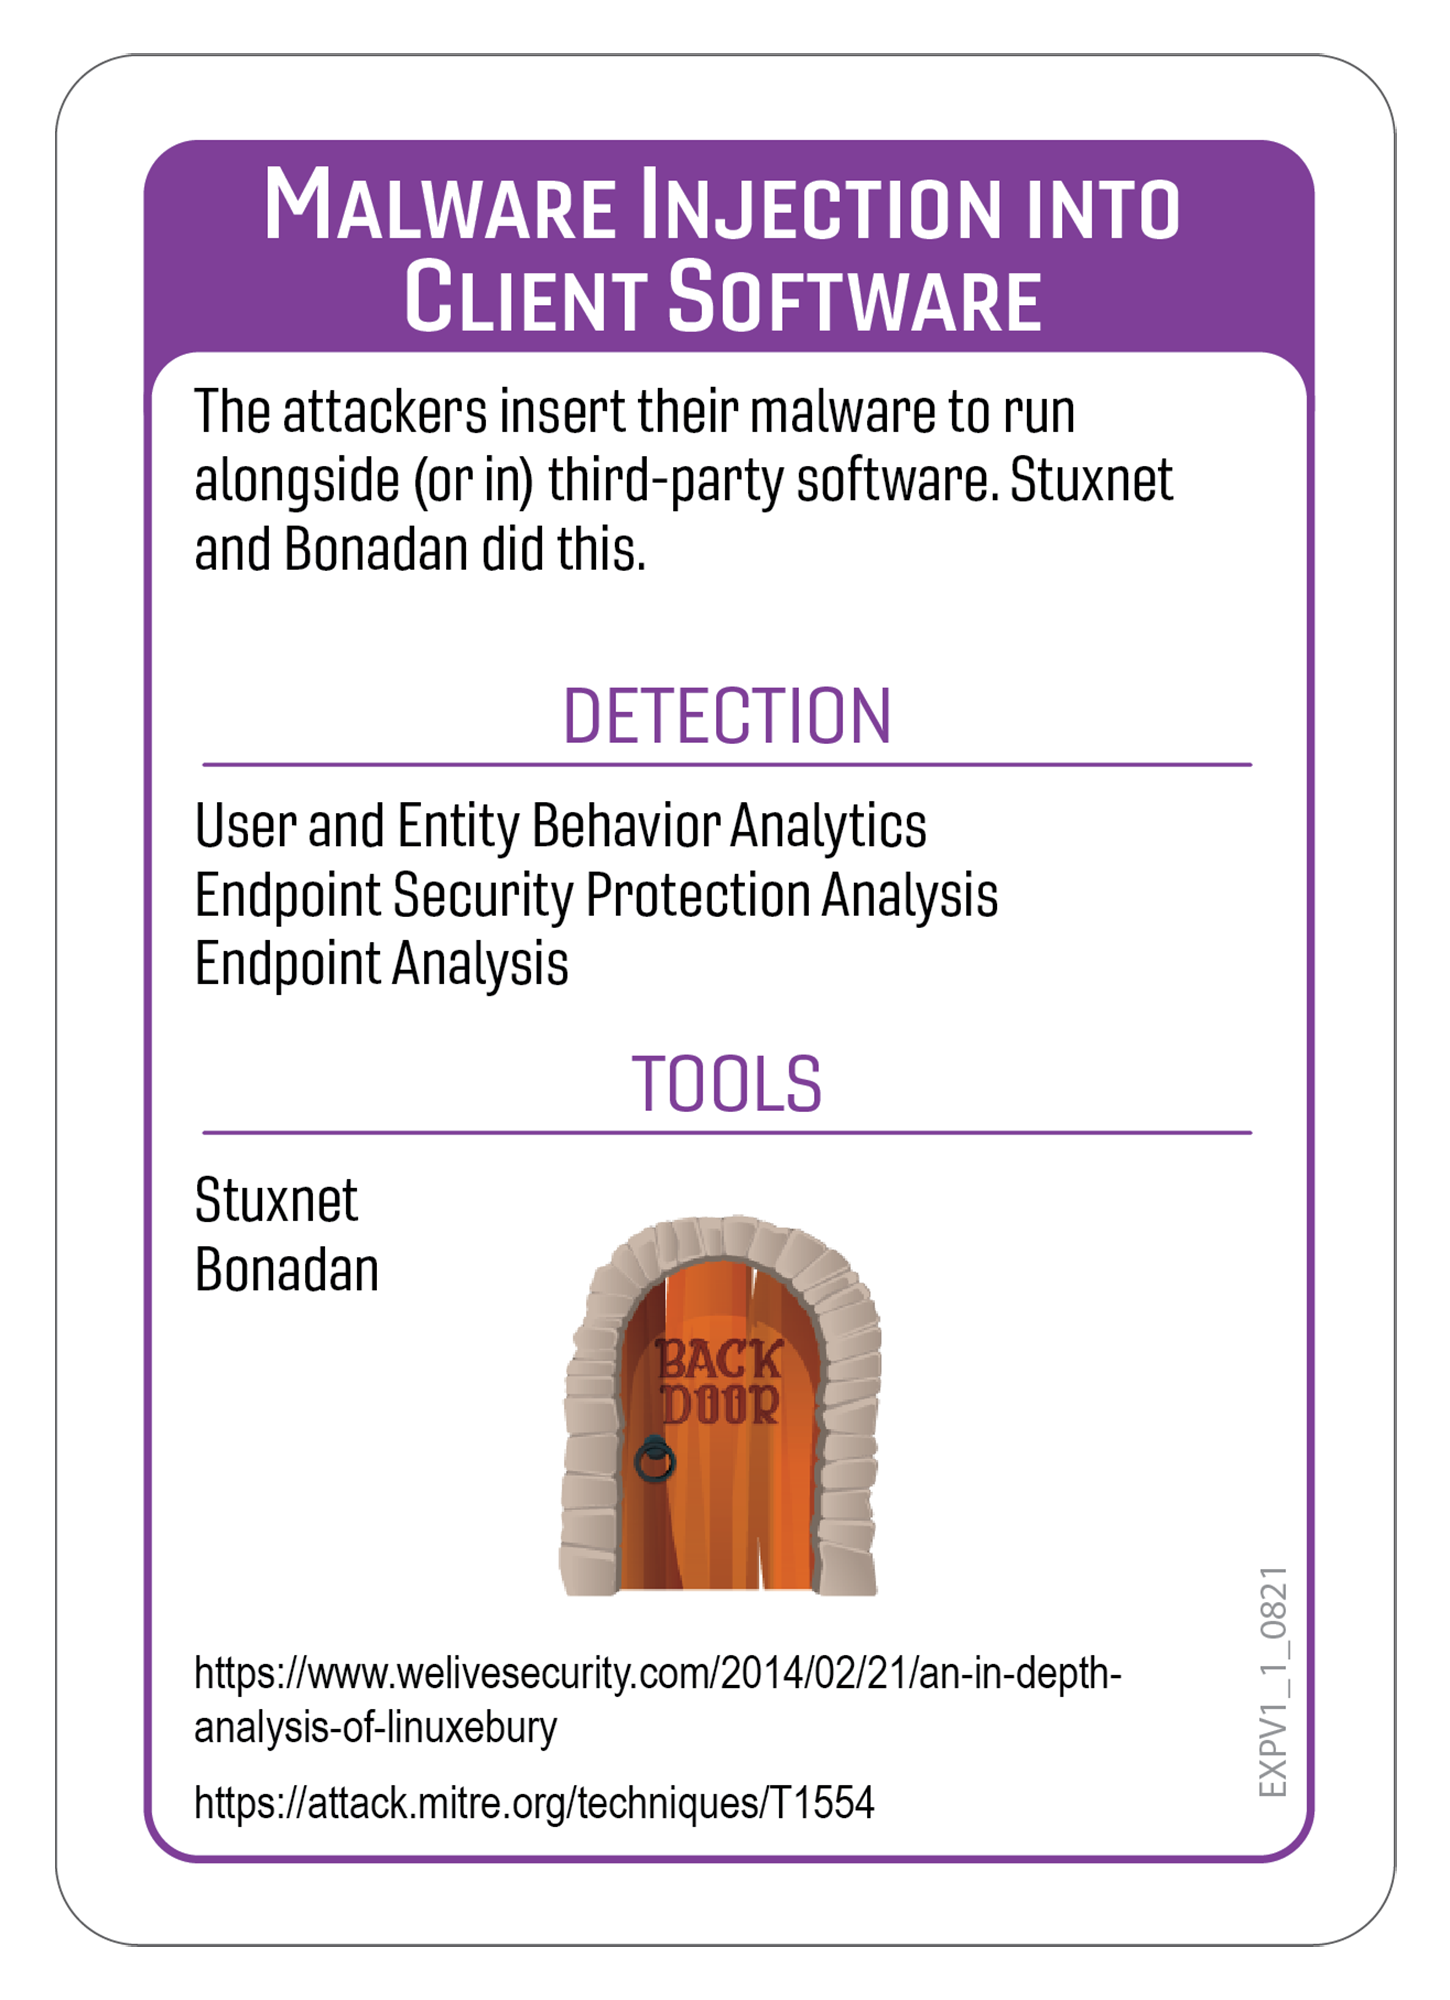 Malware Injection into
Client Software
The attackers insert their malware to run
alongside (or in) third-party software. Stuxnet
and Bonadan did this.
DETECTION
User and Entity Behavior Analytics
Endpoint Security Protection Analysis
Endpoint Analysis
TOOLS
Stuxnet
Bonadan
BACK
DOOR
https://www.welivesecurity.com/2014/02/21/an-in-depth-
analysis-of-linuxebury
https://attack.mitre.org/techniques/T1554
EXPV1_1_0821